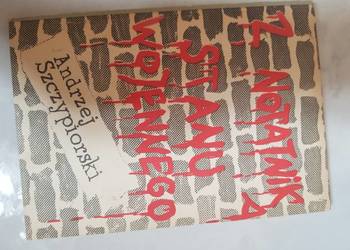 Andrzej
Szczypiorski
Z NOTATNIKA
STANU
WOJENNEGO